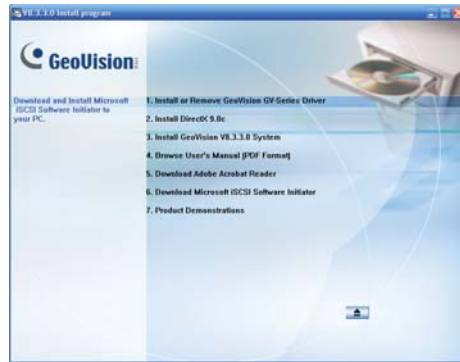 V8.3.3.0 Install program
GeoVision
Download and Install Microsoft
iSCSI Software Initiator to
your PC.
1. Install or Remove GeoVision GV-Series Driver
2. Install DirectX 9.0c
3. Install GeoVision V8.3.3.0 System
4. Browse User's Manual (PDF Format)
5. Download Adobe Acrobat Reader
6. Download Microsoft iSCSI Software Initiator
7. Product Demonstrations